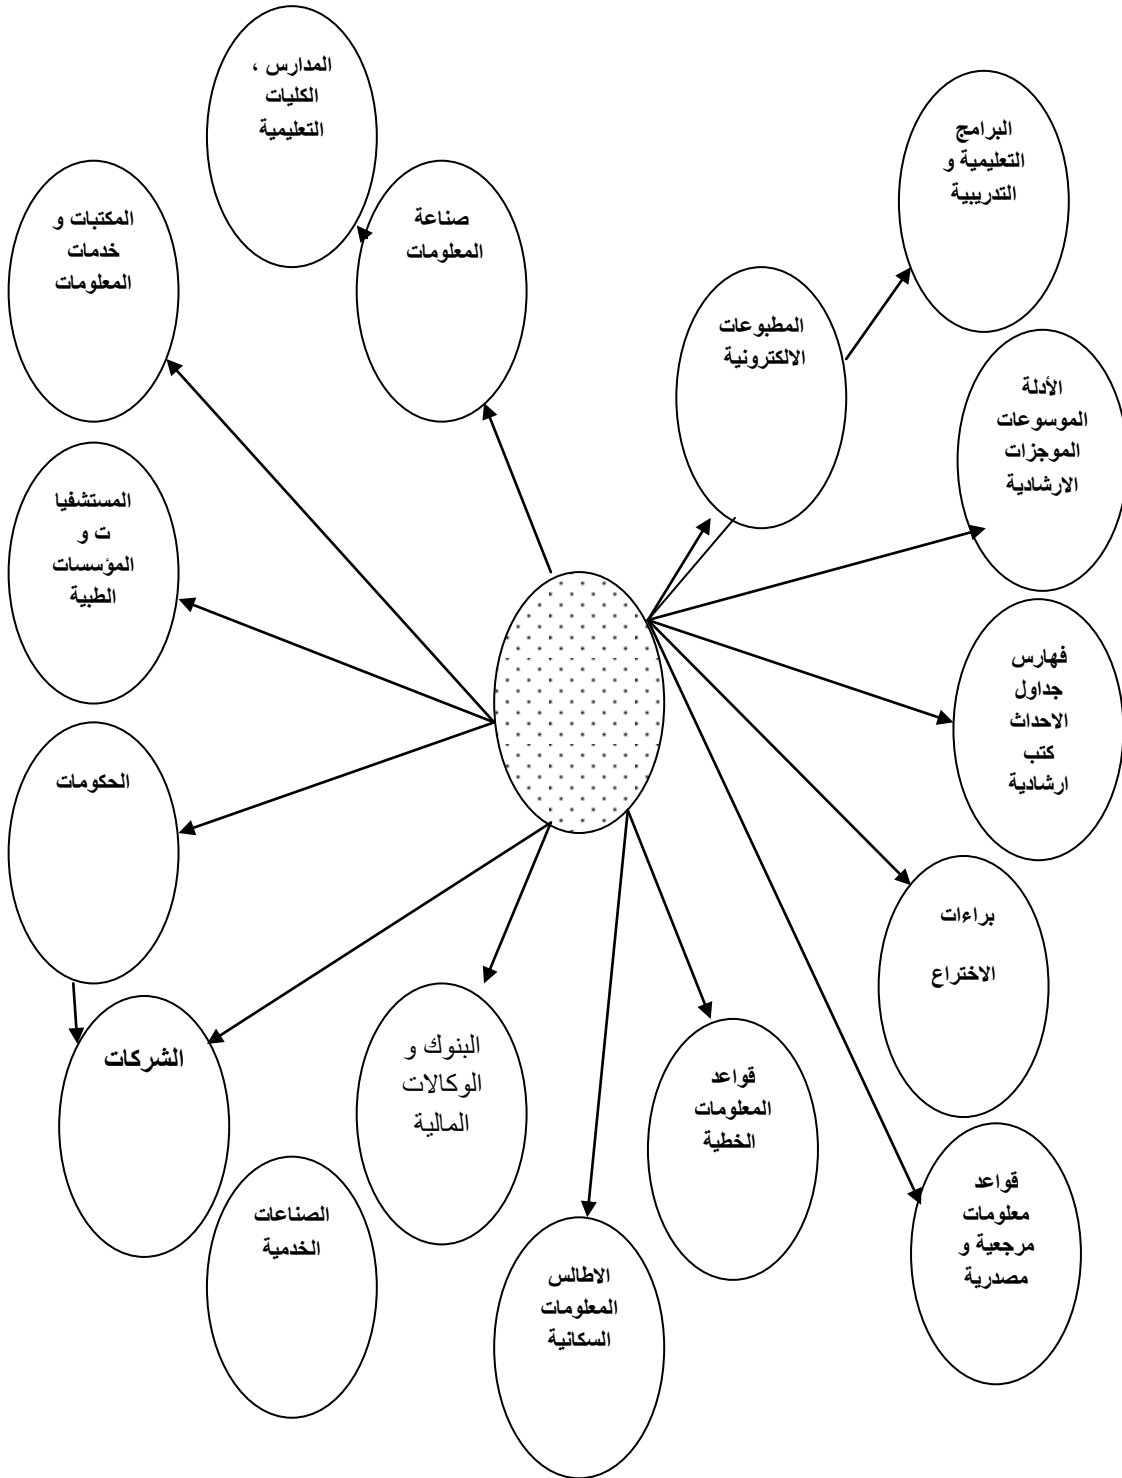 المدارس ،
الكليات
التعليمية
البرامج
التعليمية و
التدريبية
صناعة
المعلومات
المكتبات و
خدمات
المعلومات
المطبوعات
الالكترونية
الأدلة
الموسوعات
الموجزات
الارشادية
المستشفيا
ت و
المؤسسات
الطبية
فهارس
جداول
الاحداث
كتب
ارشادية
الحكومات
براءات
الاختراع
الشركات
البنوك و
الوكالات
المالية
قواعد
المعلومات
الخطية
قواعد
معلومات
مرجعية و
مصدرية
الصناعات
الخدمية
الاطالس
المعلومات
السكانية